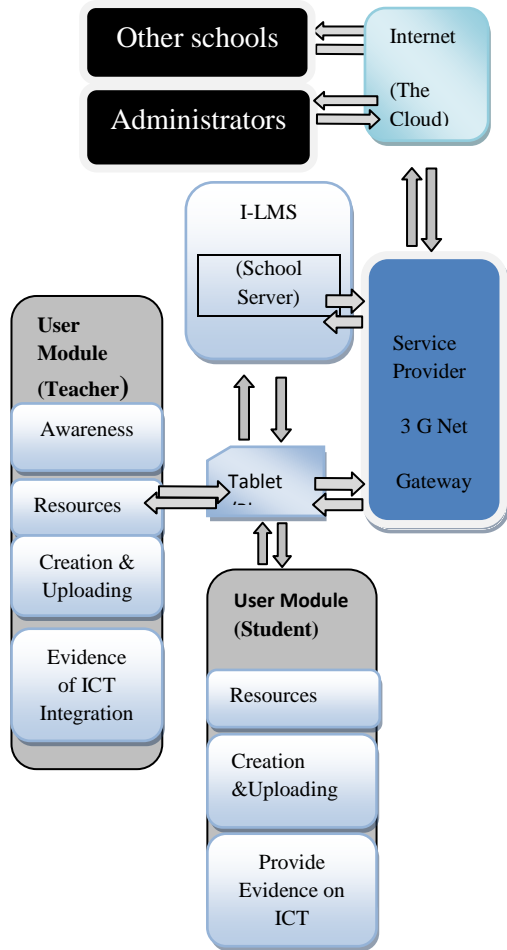 Other schools
Administrators
Internet
(The
Cloud)
I-LMS
(School
Server)
Service
Provider
3 G Net
Gateway
User
Module
(Teacher)
Awareness
Resources
Creation &
Uploading
Evidence
of ICT
Integration
Tablet
User Module
(Student)
Resources
Creation
&Uploading
Provide
Evidence on
ICT